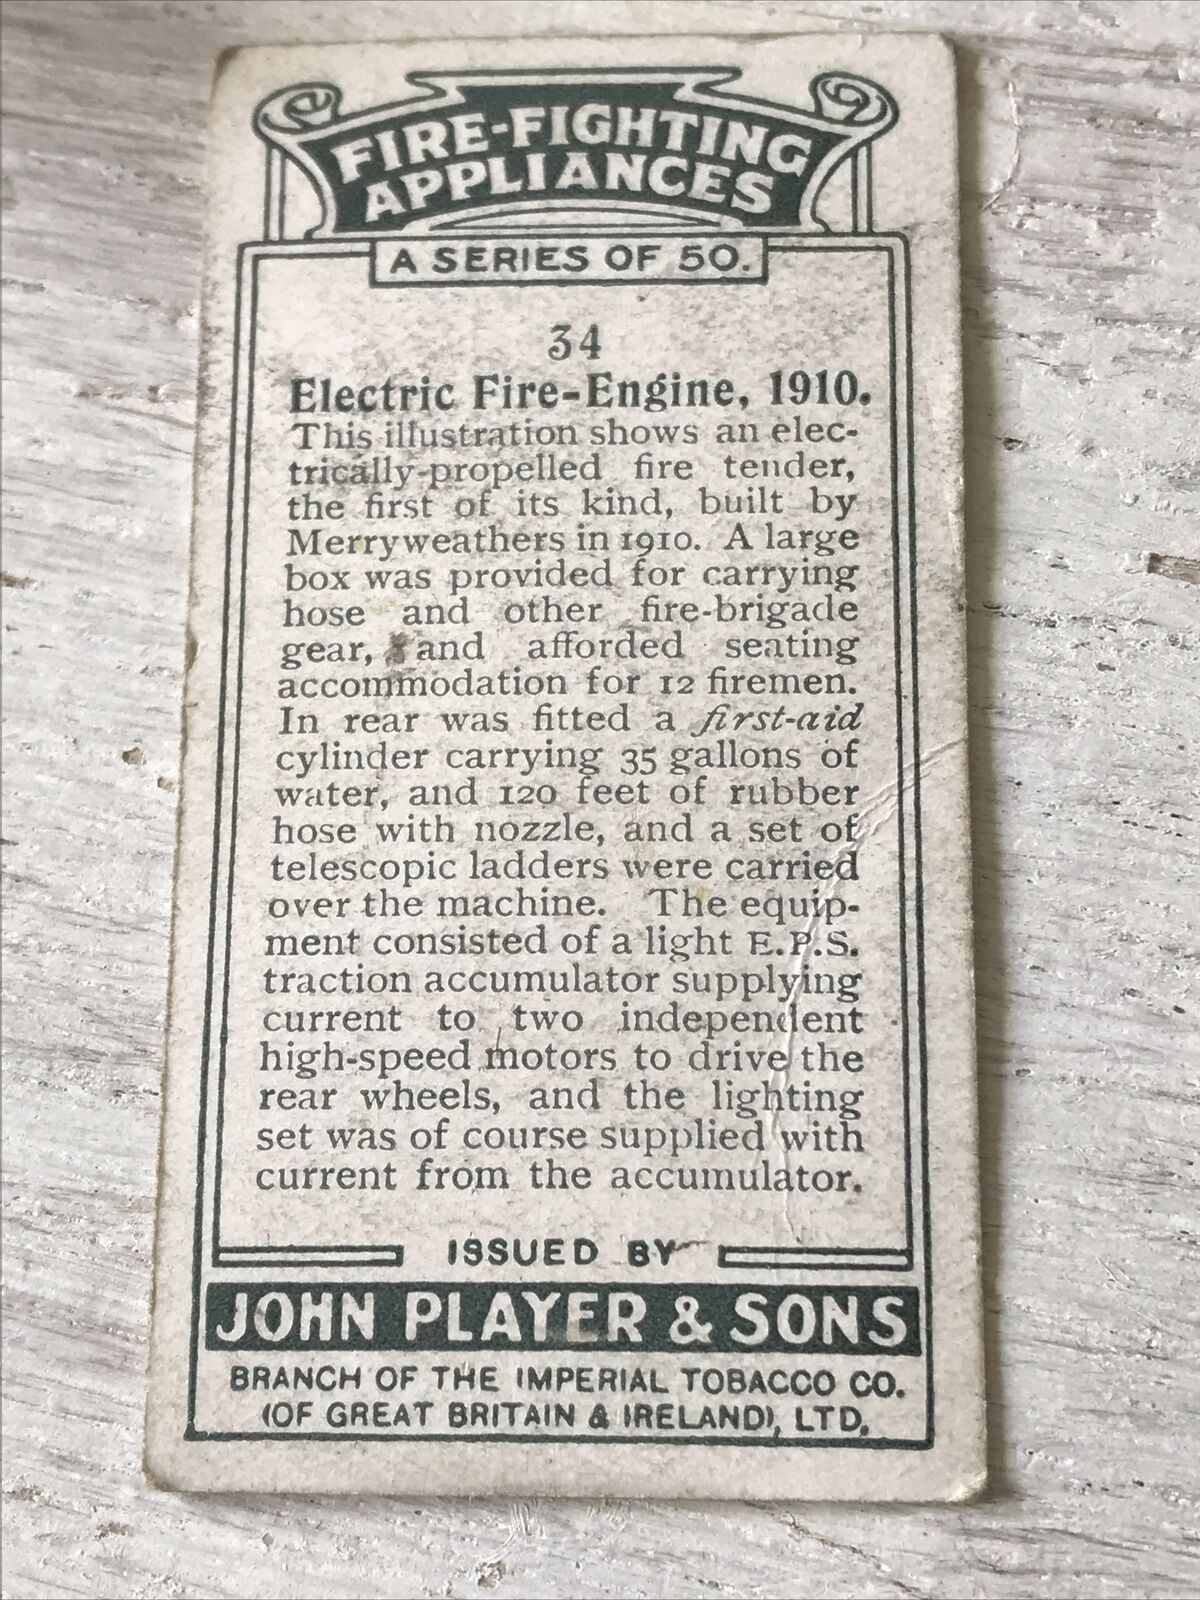 FIRE-FIGHTING
APPLIANCES
A SERIES OF 50.
34
Electric Fire-Engine, 1910.
This illustration shows an elec-
trically-propelled fire tender,
the first of its kind, built by
Merryweathers in 1910. A large
box was provided for carrying
hose and other fire-brigade
gear, and afforded seating
accommodation for 12 firemen.
In rear was fitted a first-aid
cylinder carrying 35 gallons of
water, and 120 feet of rubber
hose with nozzle, and a set of
telescopic ladders were carried
over the machine. The equip-
ment consisted of a light E.P.S.
traction accumulator supplying
current to two independent
high-speed motors to drive the
rear wheels, and the lighting
set was of course supplied with
current from the accumulator.
ISSUED BY
JOHN PLAYER & SONS
BRANCH OF THE IMPERIAL TOBACCO CO.
(OF GREAT BRITAIN & IRELAND), LTD.